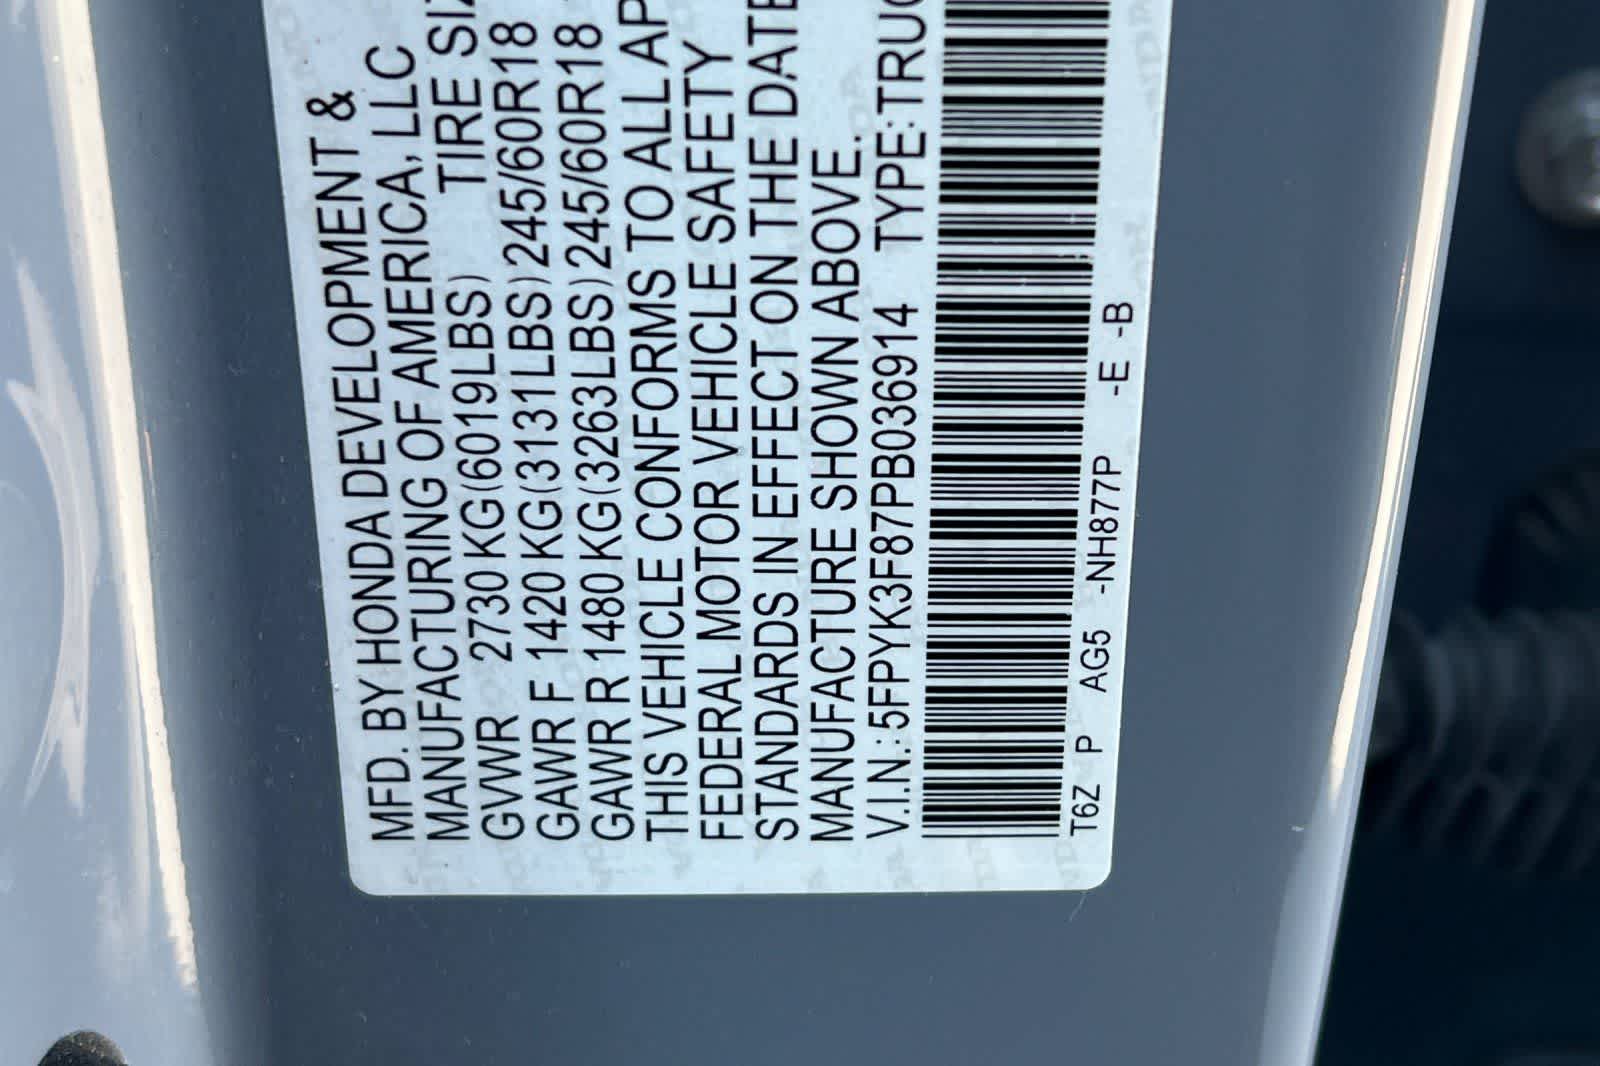 MFD. BY HONDA DEVELOPMENT &
MANUFACTURING OF AMERICA, LLC
GVWR 2730 KG(6019LBS) TIRE SIZ
GAWR F 1420 KG(3131LBS) 245/60R18
GAWR R 1480 KG(3263LBS) 245/60R18
THIS VEHICLE CONFORMS TO ALL AP
FEDERAL MOTOR VEHICLE SAFETY
STANDARDS IN EFFECT ON THE DATE
MANUFACTURE SHOWN ABOVE.
V.I.N.: 5FPYK3F87PB036914 TYPE:TRUC
T6Z P AG5 -NH877P -E -B